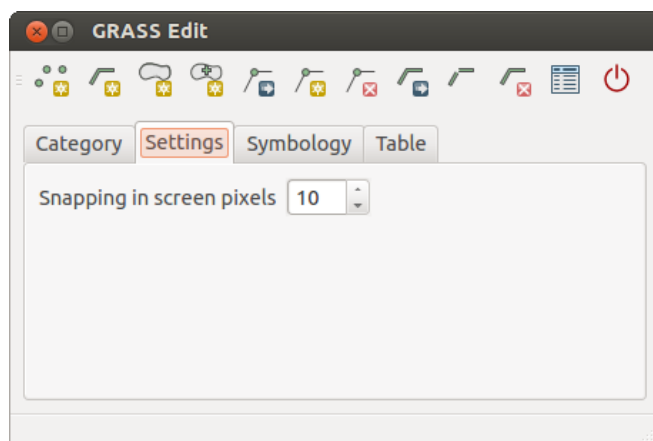 GRASS Edit
Category Settings Symbology Table
Snapping in screen pixels 10